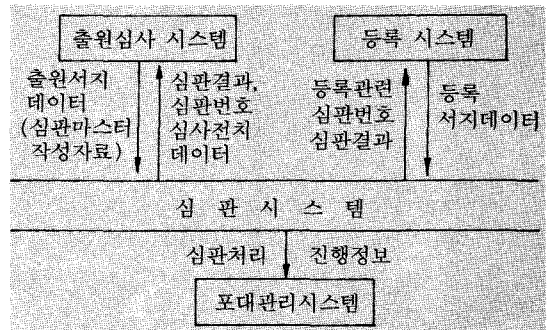 출원심사 시스템
등록 시스템
출원서지
데이터
(심판마스터
작성자료)
심판결과,
심판번호
심사전치
데이터
등록관련
심판번호
심판결과
등록
서지데이터
심 판 시 스 템
심판처리 진행정보
포대관리시스템